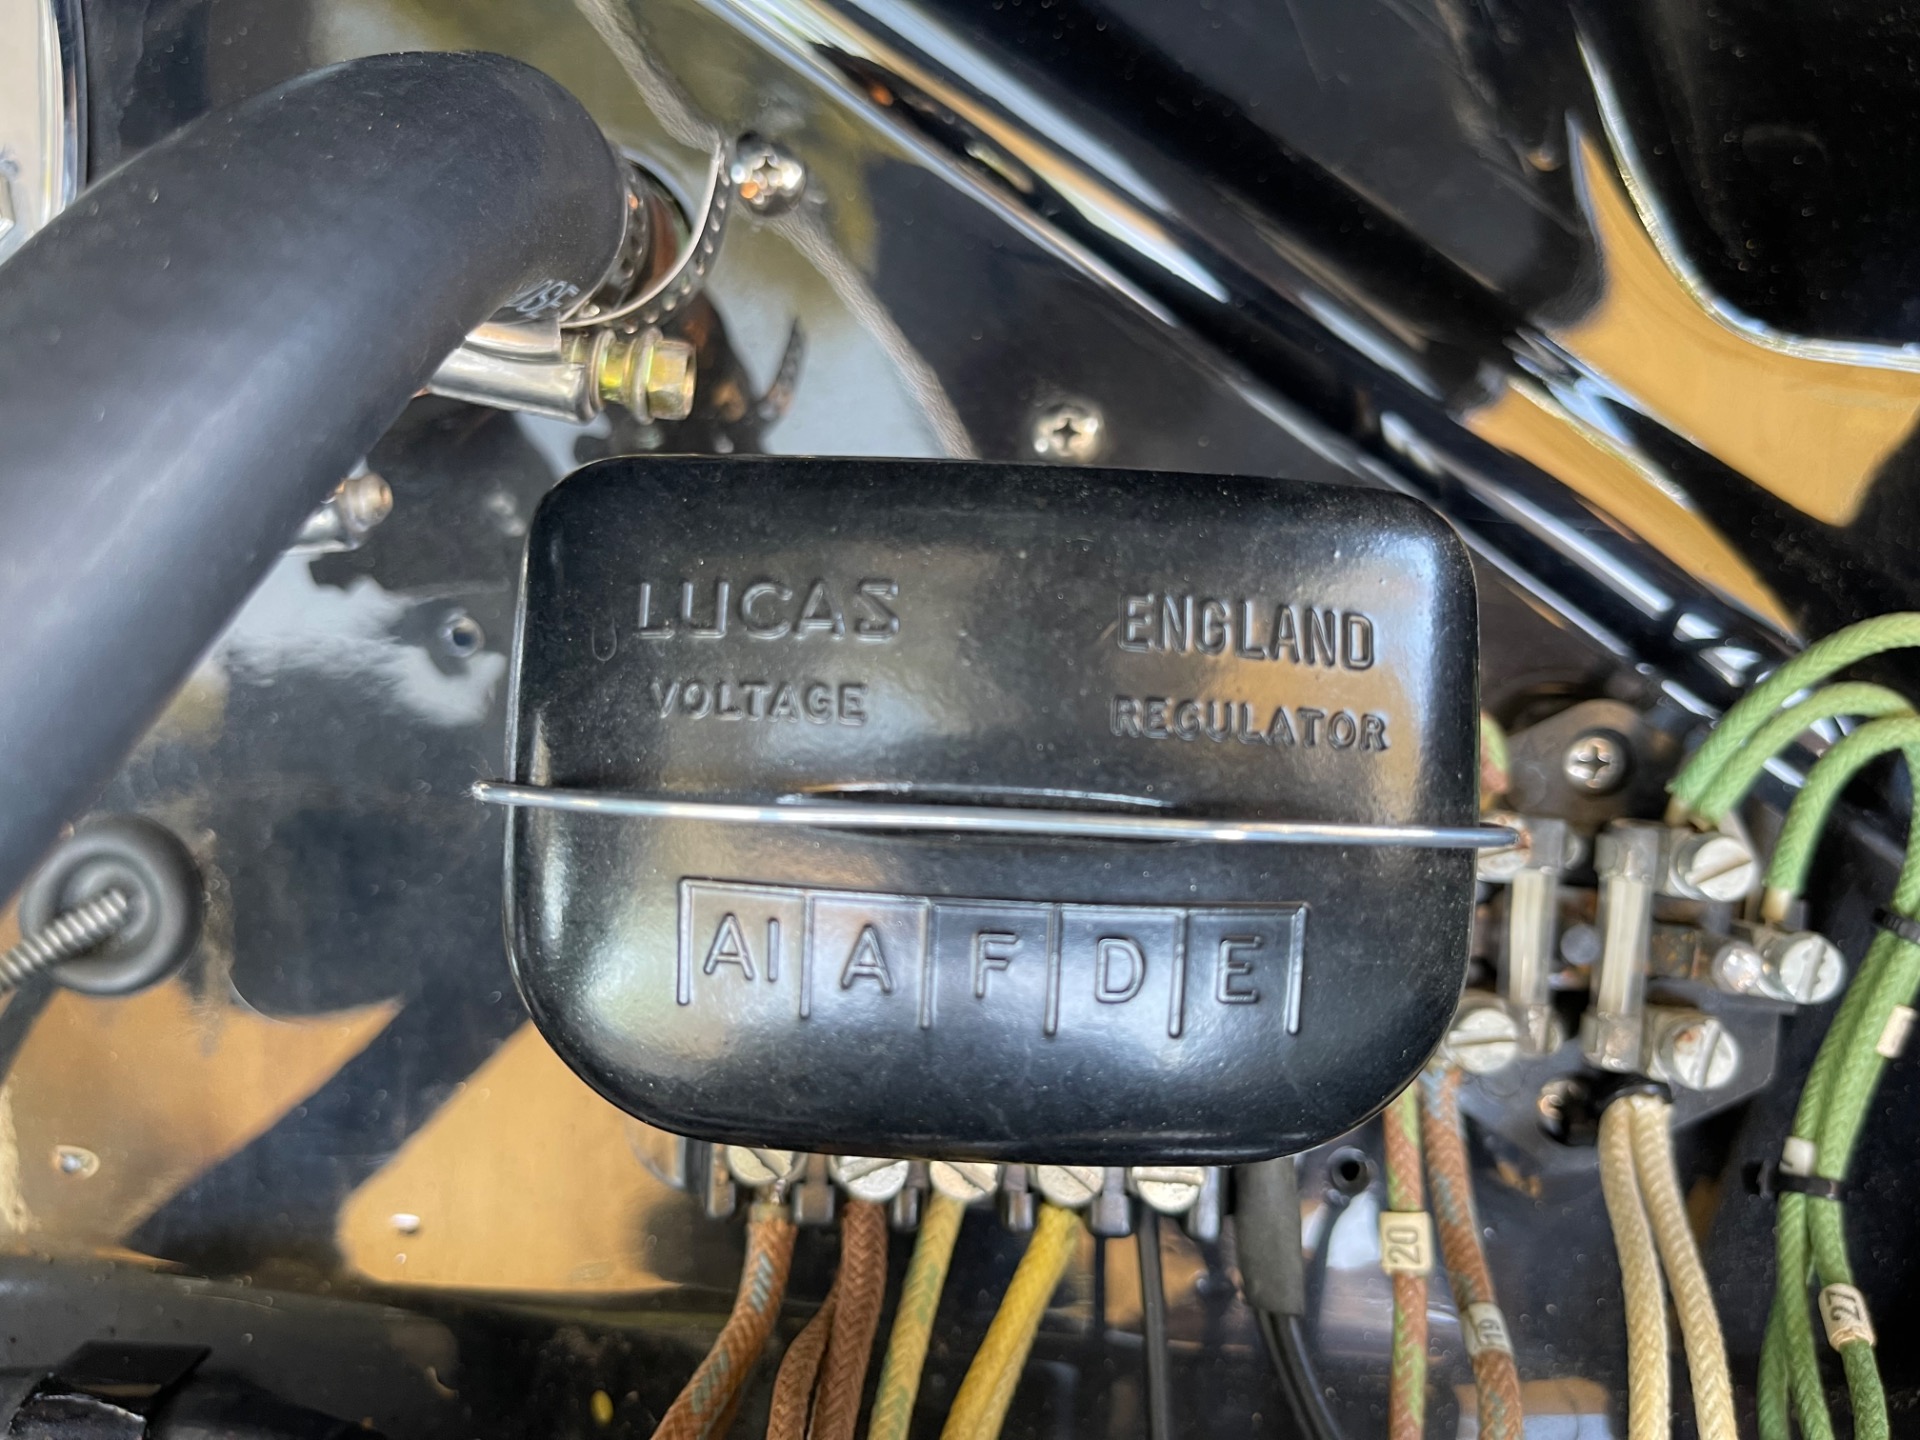 LUCAS ENGLAND
VOLTAGE REGULATOR
A1 A F D E
20
19
27